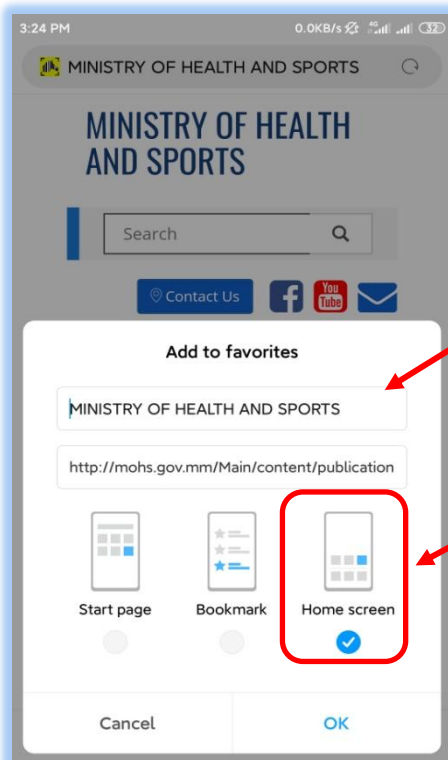 3:24 PM 0.0KB/s 4G 32
MINISTRY OF HEALTH AND SPORTS
MINISTRY OF HEALTH
AND SPORTS
Search
Contact Us
You
Tube
Add to favorites
MINISTRY OF HEALTH AND SPORTS
http://mohs.gov.mm/Main/content/publication
Start page Bookmark Home screen
Cancel OK